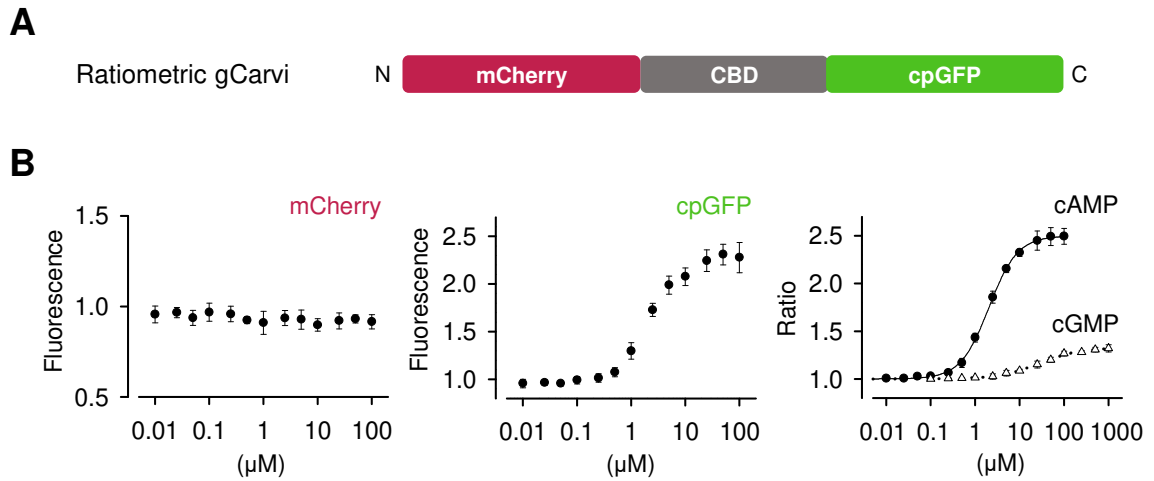 A
Ratiometric gCarvi
N
mCherry
CBD
cpGFP
C
B
mCherry
1.5
1.0
0.5
Fluorescence
0.01 0.1 1 10 100
(µM)
cpGFP
2.5
2.0
1.5
1.0
Fluorescence
0.01 0.1 1 10 100
(µM)
cAMP
2.5
2.0
1.5
1.0
Ratio
cGMP
0.01 0.1 1 10 100 1000
(µM)